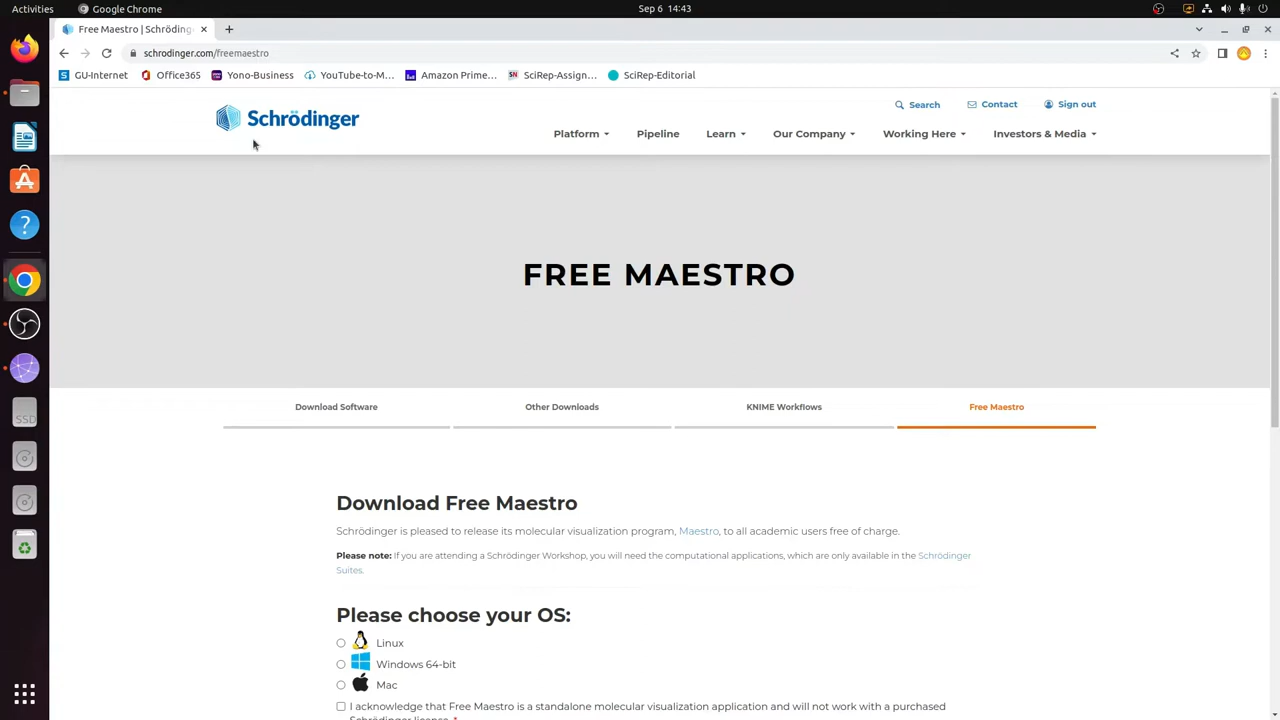 Activities
Google Chrome
Sep 6 14:43
Free Maestro | Schröding
schrodinger.com/freemaestro
GU-Internet
Office365
Yono-Business
YouTube-to-M...
Amazon Prime...
SciRep-Assign...
SciRep-Editorial
Schrödinger
Search
Contact
Sign out
Platform
Pipeline
Learn
Our Company
Working Here
Investors & Media
FREE MAESTRO
Download Software
Other Downloads
KNIME Workflows
Free Maestro
Download Free Maestro
Schrödinger is pleased to release its molecular visualization program, Maestro, to all academic users free of charge.
Please note: If you are attending a Schrödinger Workshop, you will need the computational applications, which are only available in the Schrödinger
Suites.
Please choose your OS:
Linux
Windows 64-bit
Mac
I acknowledge that Free Maestro is a standalone molecular visualization application and will not work with a purchased
Schrödinger license. *
SSD